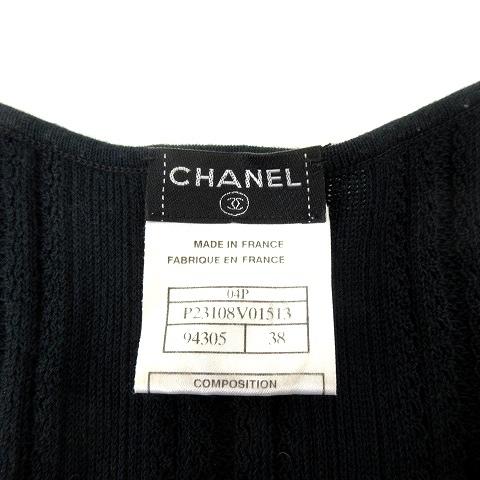 CHANEL
MADE IN FRANCE
FABRIQUE EN FRANCE
04P
P23108V01513
94305 38
COMPOSITION